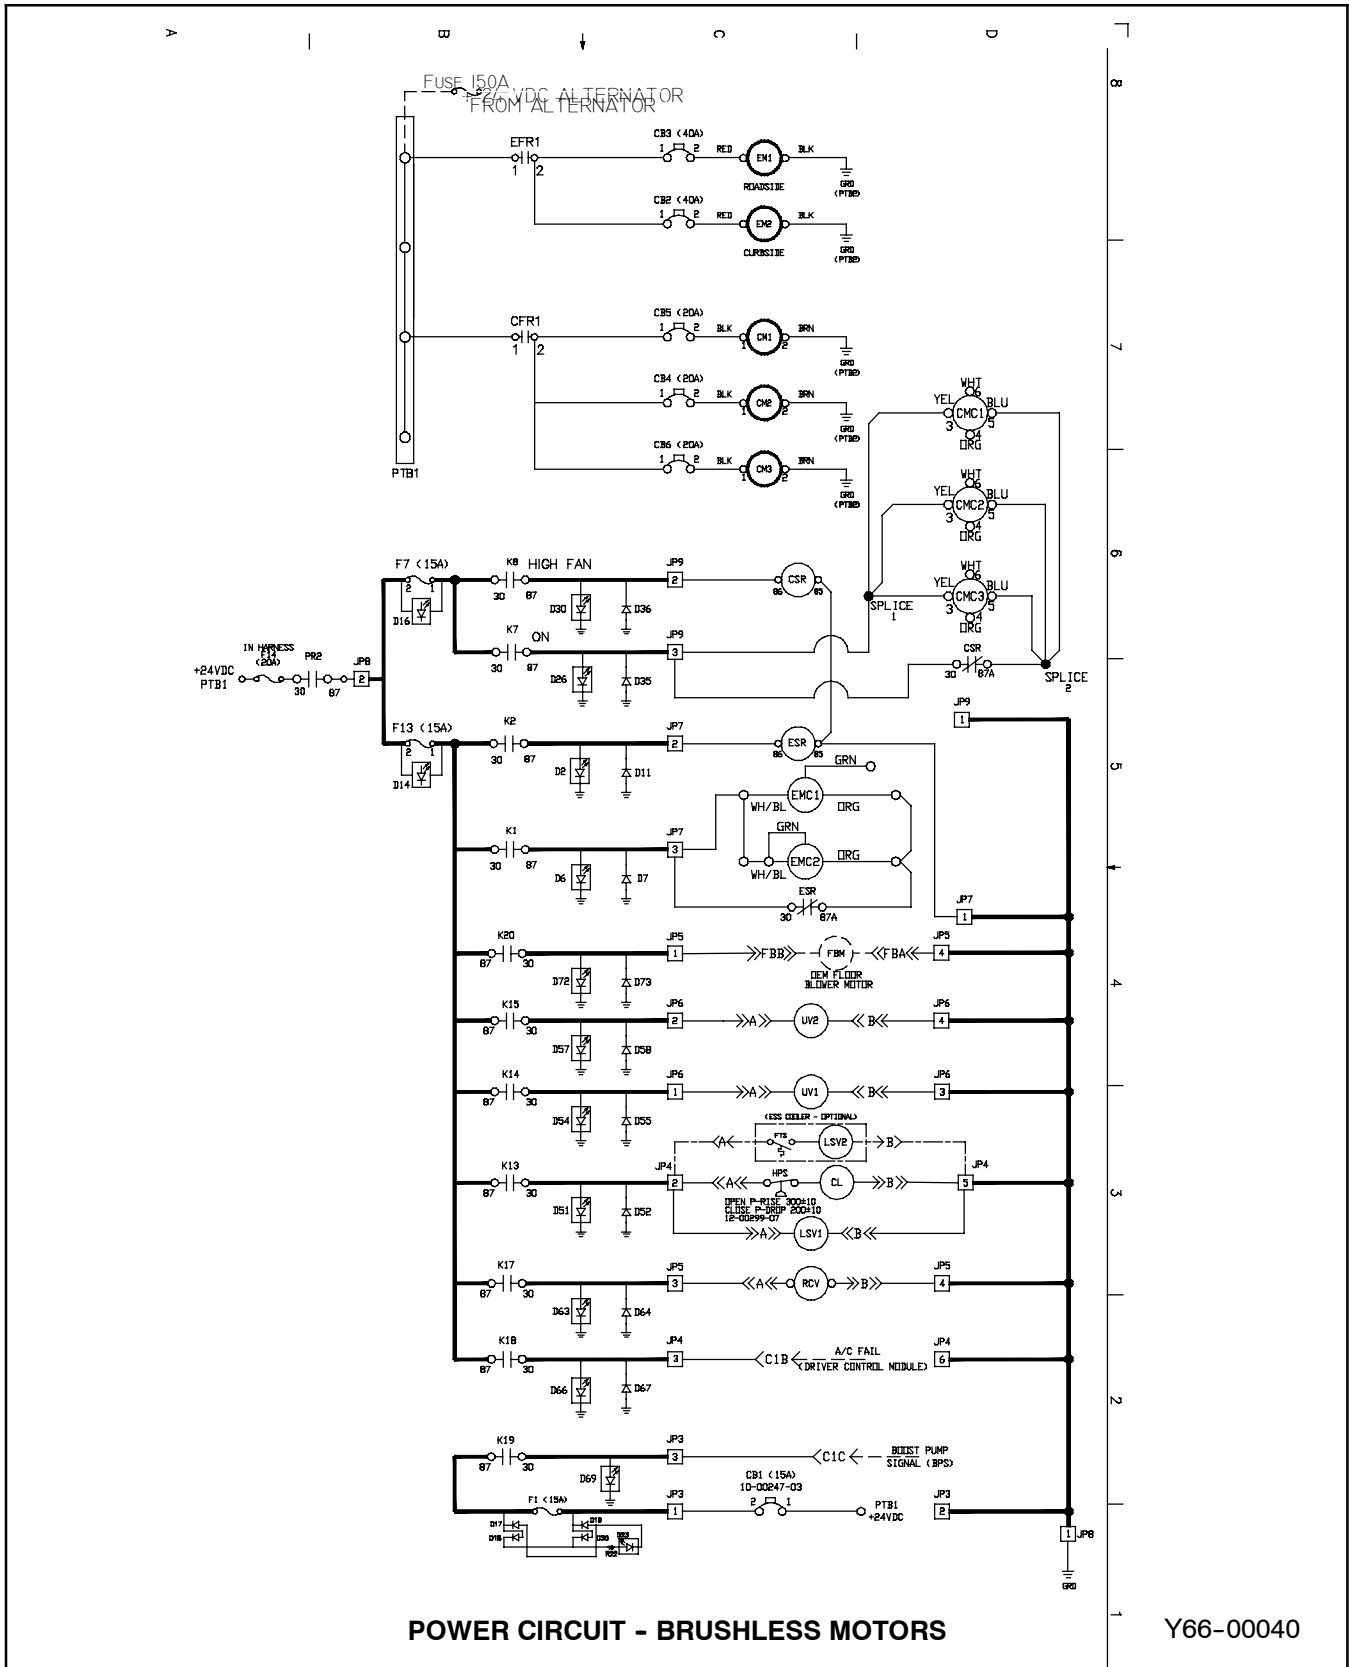 A B C D
8
FUSE 150A
+24 VDC ALTERNATOR
FROM ALTERNATOR
EFR1
1 2
CB3 (40A)
1 2 RED EM1 BLK
ROADSIDE
GRD
(PTB2)
CB2 (40A)
1 2 RED EM2 BLK
CURBSIDE
GRD
(PTB2)
CFR1
1 2
CB5 (20A)
1 2 BLK 1 CM1 2 BRN
GRD
(PTB2)
7
CB4 (20A)
1 2 BLK 1 CM2 2 BRN
GRD
(PTB2)
CB6 (20A)
1 2 BLK 1 CM3 2 BRN
GRD
(PTB2)
PTB1
WHT
6
YEL CMC1 BLU
3 5
4
ORG
WHT
6
YEL CMC2 BLU
3 5
4
ORG
6
WHT
6
YEL CMC3 BLU
3 5
4
ORG
SPLICE
1
F7 (15A)
2 1
D16
K8 HIGH FAN
30 87
D30 D36
JP9
2
86 CSR 85
K7 ON
30 87
D26 D35
JP9
3
CSR
30 87A
SPLICE
2
IN HARNESS
F14
(20A)
+24VDC
PTB1
PR2
30 87
JP8
2
JP9
1
F13 (15A)
2 1
D14
K2
30 87
D2 D11
JP7
2
86 ESR 85
5
GRN
WH/BL EMC1 ORG
K1
30 87
D6 D7
JP7
3
GRN
WH/BL EMC2 ORG
ESR
30 87A
JP7
1
K20
87 30
D72 D73
JP5
1
FBB FBM FBA
OEM FLOOR
BLOWER MOTOR
JP5
4
4
K15
87 30
D57 D58
JP6
2
A UV2 B
JP6
4
K14
87 30
D54 D55
JP6
1
A UV1 B
JP6
3
(ESS COOLER - OPTIONAL)
A FTS LSV2 B
K13
87 30
D51 D52
JP4
2
A HPS CL B
JP4
5
3
OPEN P-RISE 300±10
CLOSE P-DROP 200±10
12-00299-07
A LSV1 B
K17
87 30
D63 D64
JP5
3
A RCV B
JP5
4
K18
87 30
D66 D67
JP4
3
C1B A/C FAIL
(DRIVER CONTROL MODULE)
JP4
6
2
K19
87 30
D69
JP3
3
C1C BOOST PUMP
SIGNAL (BPS)
F1 (15A)
JP3
1
CB1 (15A)
10-00247-03
2 1
PTB1
+24VDC
JP3
2
D17
1 JP8
GRD
1
POWER CIRCUIT - BRUSHLESS MOTORS
Y66-00040